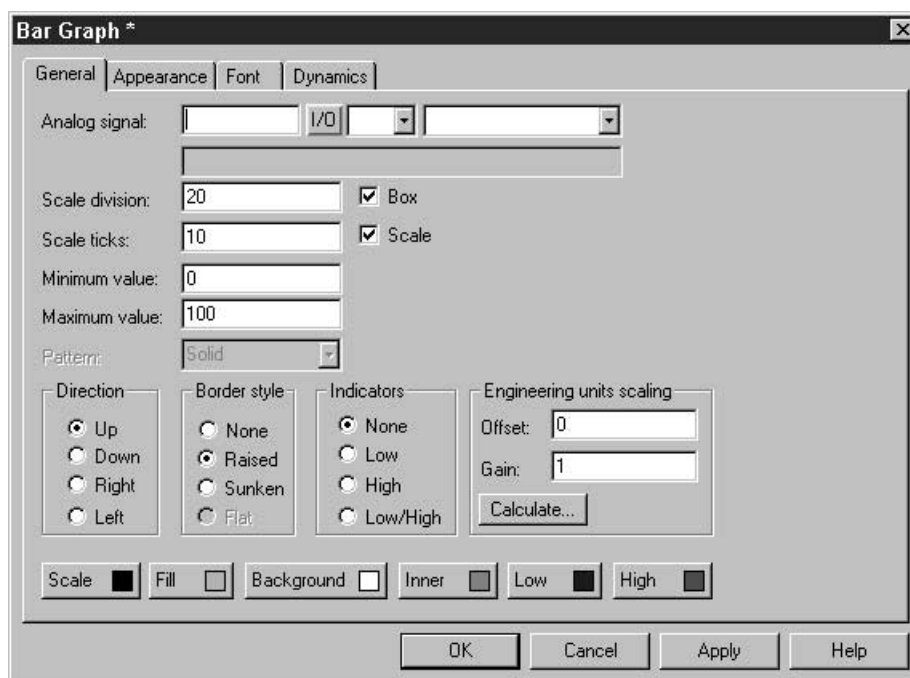 Bar Graph *
General Appearance Font Dynamics
Analog signal: I/O
Scale division: 20 Box
Scale ticks: 10 Scale
Minimum value: 0
Maximum value: 100
Pattern: Solid
Direction Border style Indicators Engineering units scaling
Up None None Offset: 0
Down Raised Low
Right Sunken High Gain: 1
Left Flat Low/High Calculate...
Scale Fill Background Inner Low High
OK Cancel Apply Help